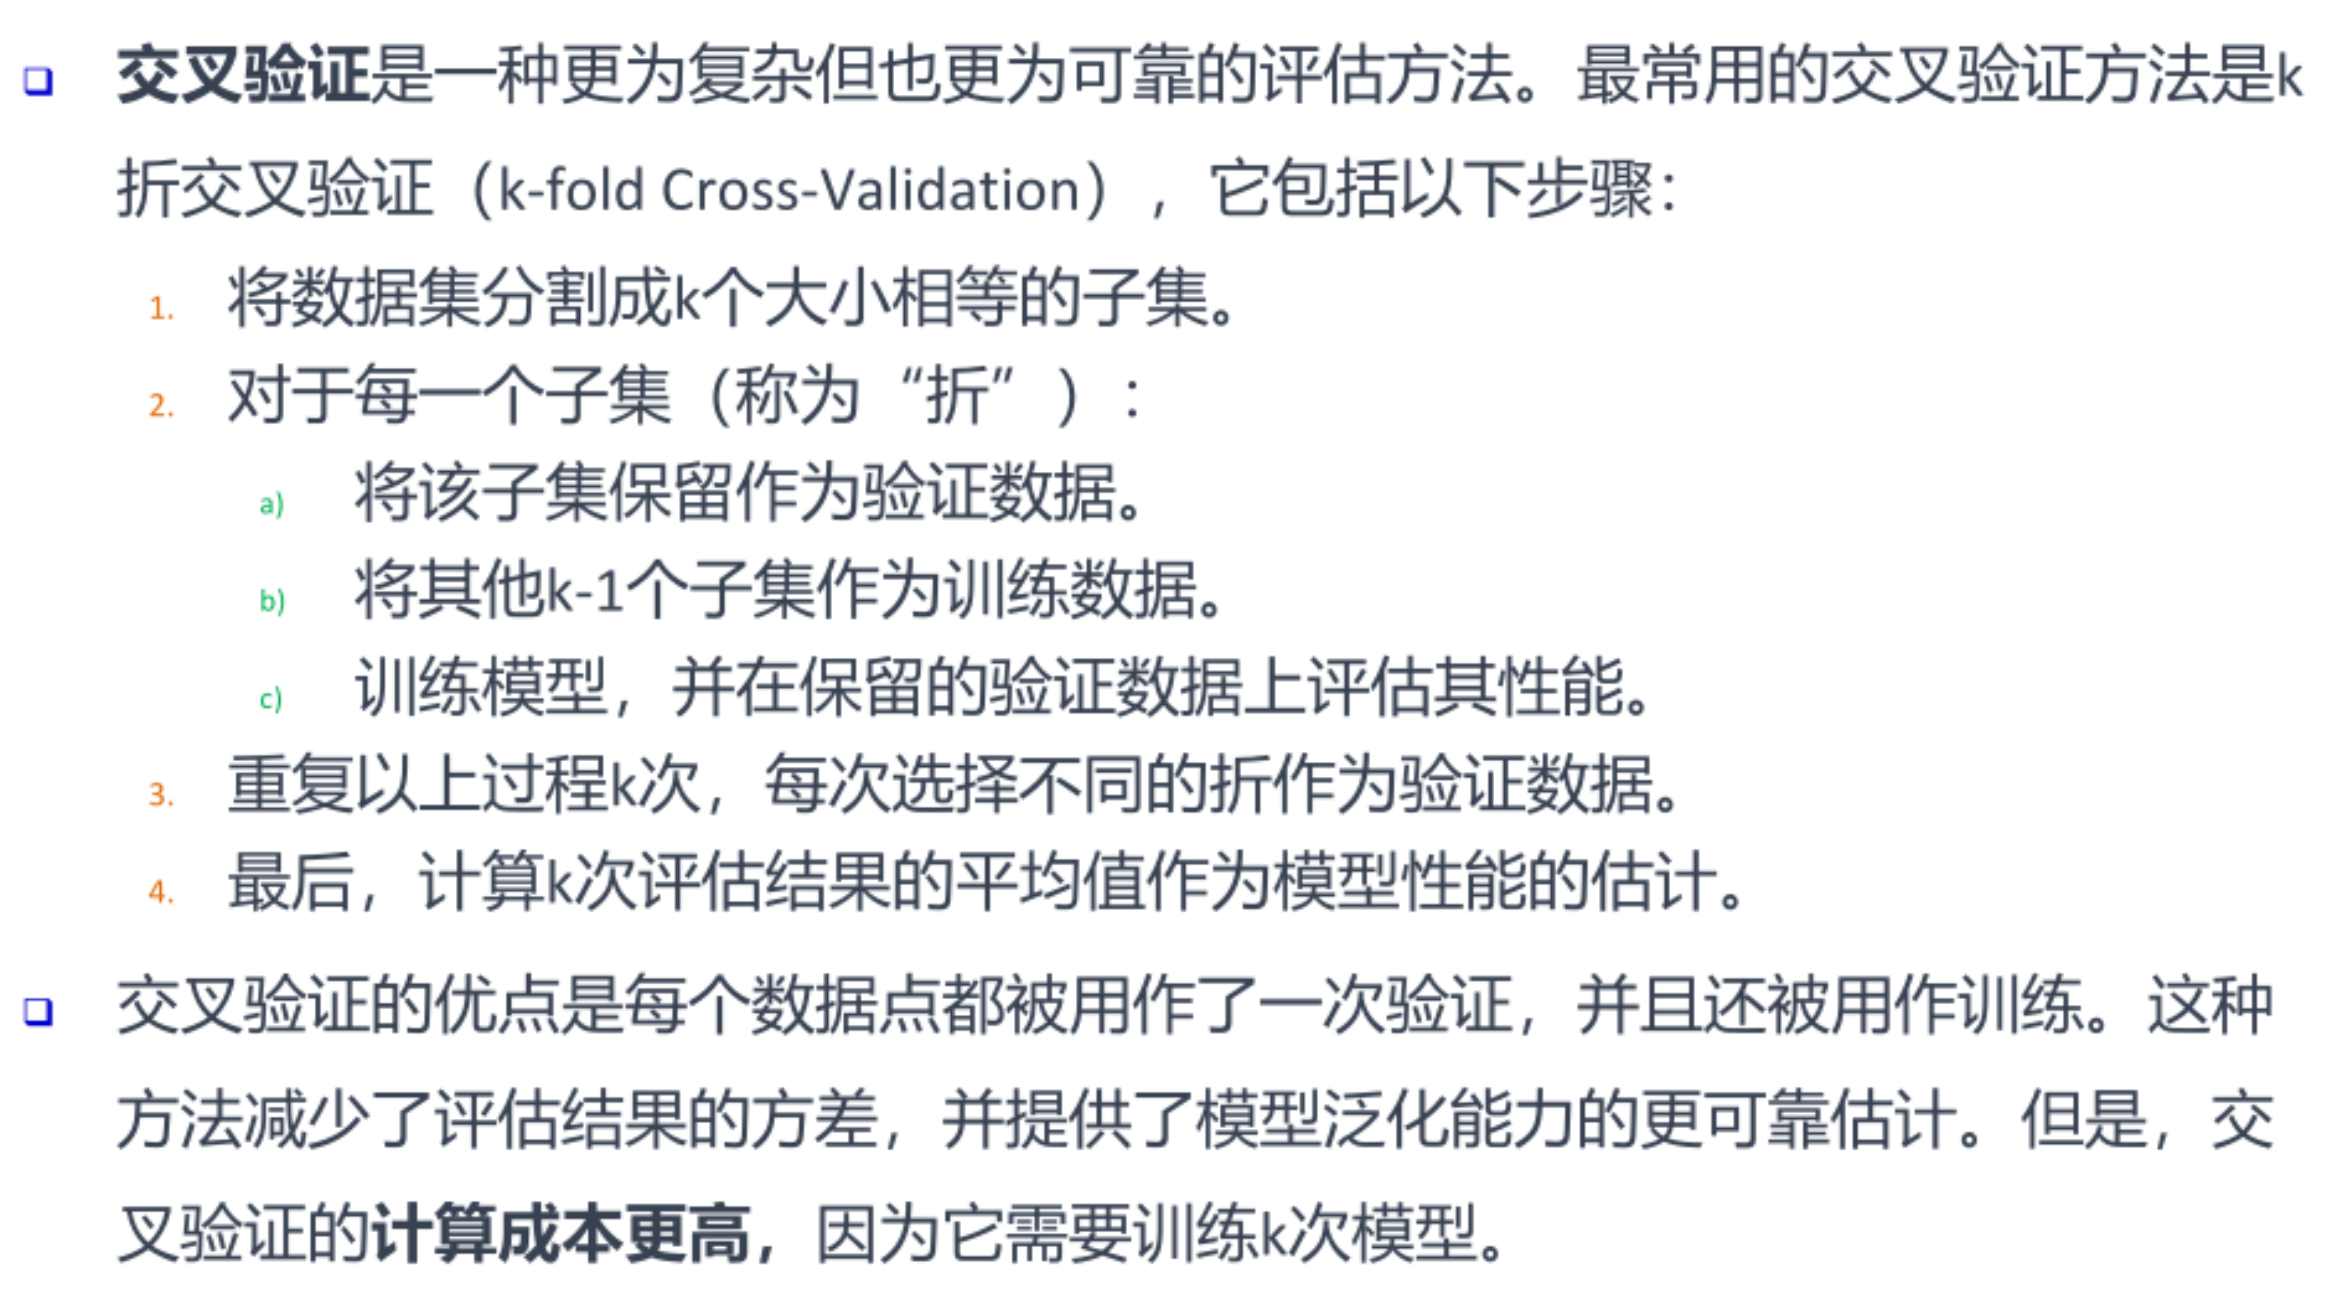 交叉验证是一种更为复杂但也更为可靠的评估方法。最常用的交叉验证方法是k
折交叉验证（k-fold Cross-Validation），它包括以下步骤：
1. 将数据集分割成k个大小相等的子集。
2. 对于每一个子集（称为“折”）：
a) 将该子集保留作为验证数据。
b) 将其他k-1个子集作为训练数据。
c) 训练模型，并在保留的验证数据上评估其性能。
3. 重复以上过程k次，每次选择不同的折作为验证数据。
4. 最后，计算k次评估结果的平均值作为模型性能的估计。
交叉验证的优点是每个数据点都被用作了一次验证，并且还被用作训练。这种
方法减少了评估结果的方差，并提供了模型泛化能力的更可靠估计。但是，交
叉验证的计算成本更高，因为它需要训练k次模型。